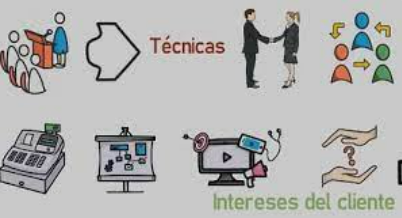 Técnicas
Intereses del cliente